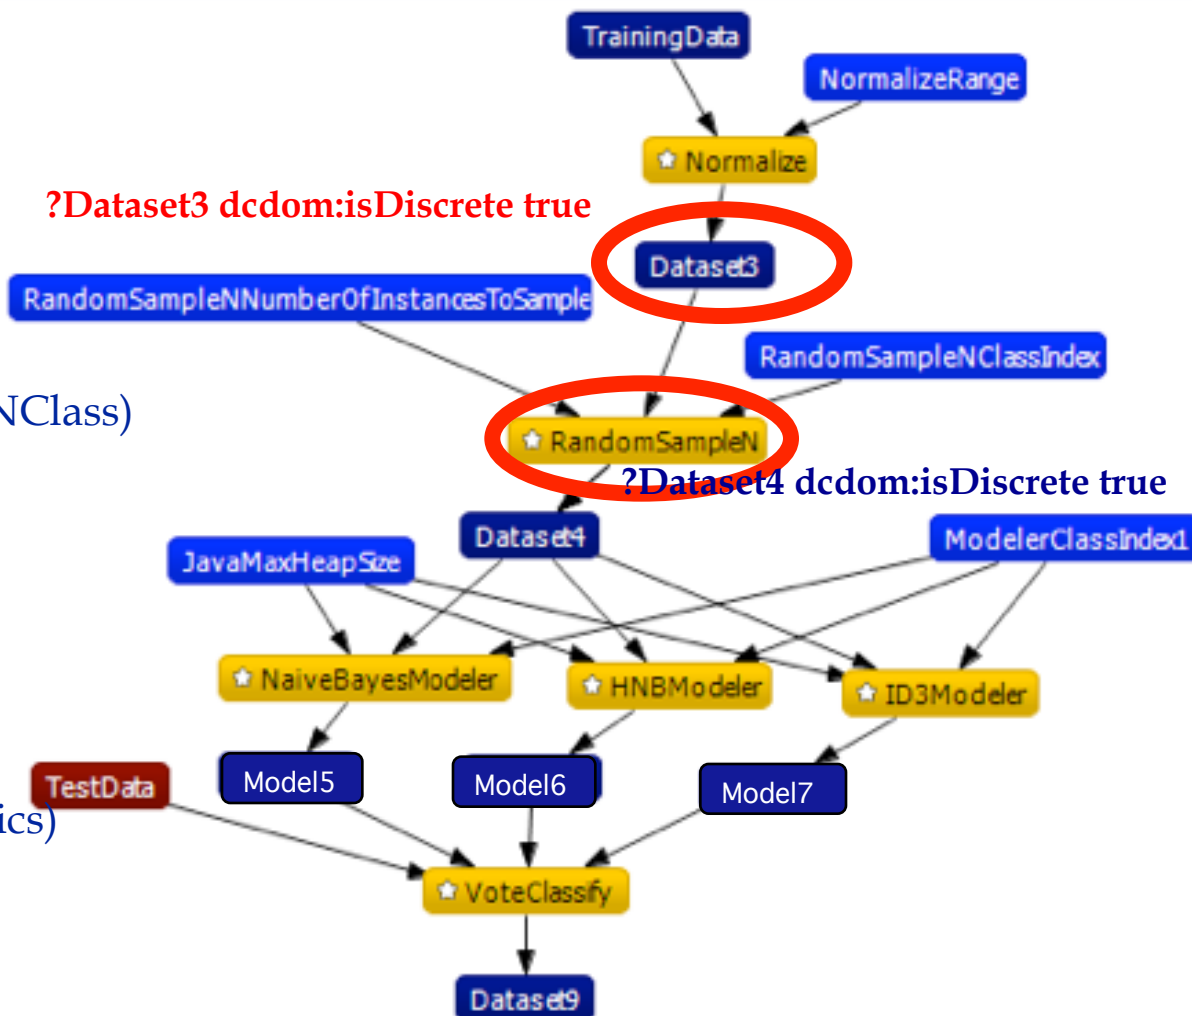 TrainingData
NormalizeRange
Normalize
?Dataset3 dcdom:isDiscrete true
Dataset3
RandomSampleNNumberOfInstancesToSample
RandomSampleNClassIndex
NClass)
RandomSampleN
?Dataset4 dcdom:isDiscrete true
Dataset4
ModelerClassIndex1
JavaMaxHeapSize
NaiveBayesModeler
HNBModeler
ID3Modeler
TestData
Model5
Model6
Model7
ics)
VoteClassify
Dataset9